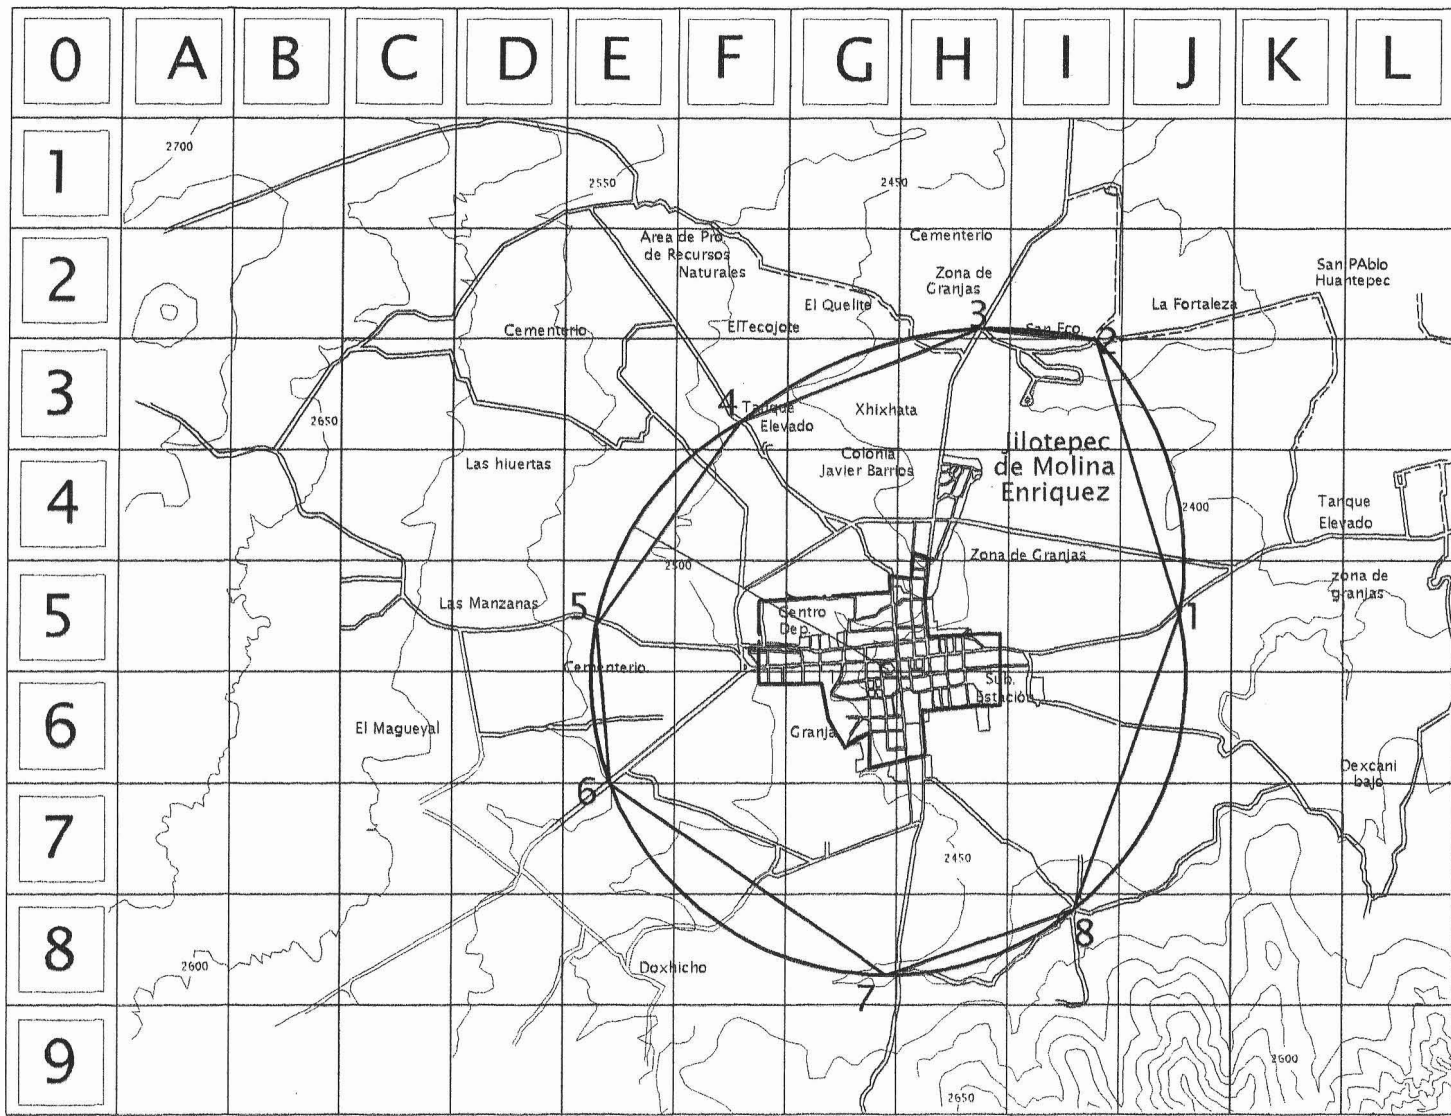 0 A B C D E F G H I J K L
1
2700
2550
2450
Area de Pro
de Recursos
Naturales
Cementerio
2
Zona de
Granjas
San PAblo
Huantepec
El Quelite
La Fortaleza
Cementerio
ElTecojote
3
San Fco.
2
3
4
Tanque
Elevado
Xhixhata
2650
Jilotepec
de Molina
Enriquez
Colonia
Javier Barrios
Las hiuertas
4
Tanque
Elevado
2400
Zona de Granjas
2500
zona de
granjas
5
Las Manzanas
5
Centro
Dep.
1
Cementerio
Sub.
Estación
6
El Magueyal
Granja
Dexcani
bajo
6
7
2450
8
8
2600
Doxhicho
7
9
2600
2650